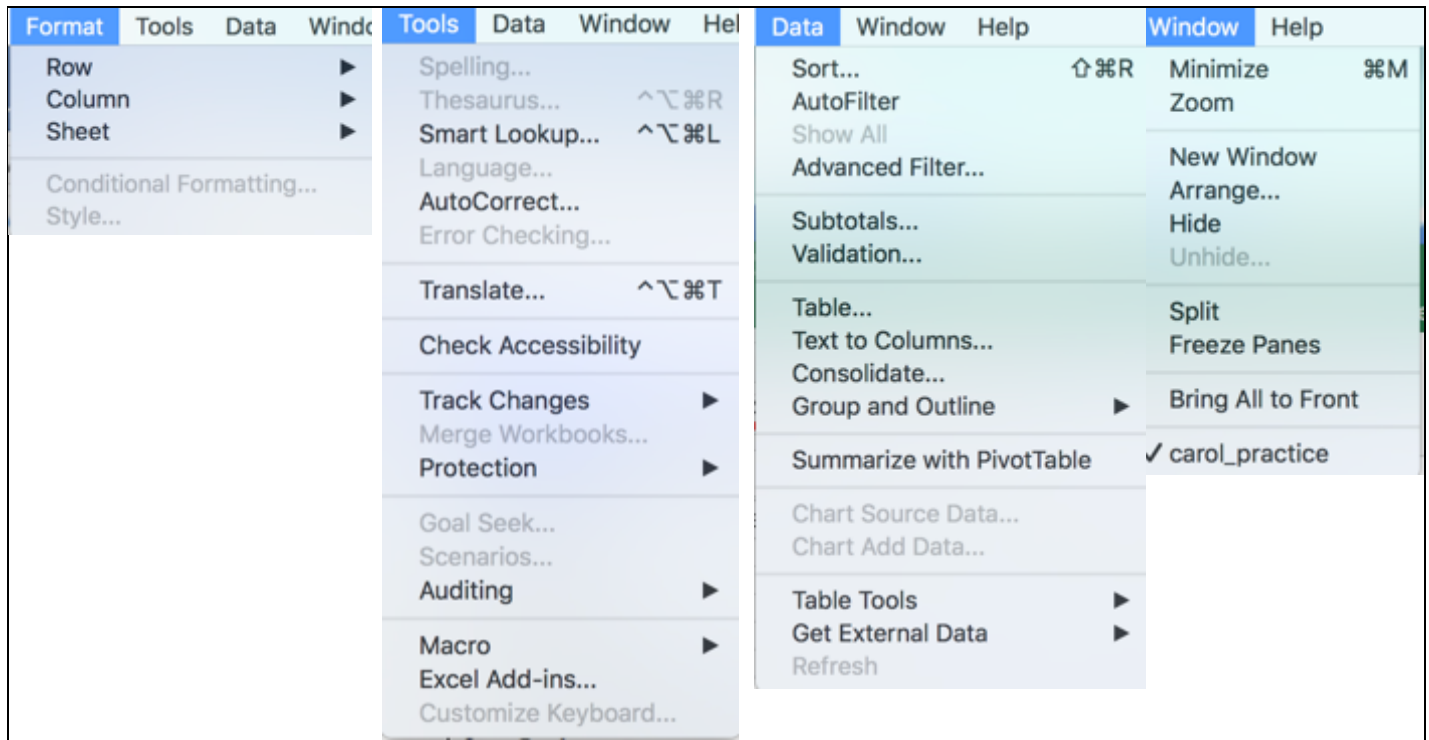 Format Tools Data Windo
Row ▶
Column ▶
Sheet ▶
Conditional Formatting...
Style...
Tools Data Window Hel
Spelling...
Thesaurus... ^⌥⌘R
Smart Lookup... ^⌥⌘L
Language...
AutoCorrect...
Error Checking...
Translate... ^⌥⌘T
Check Accessibility
Track Changes ▶
Merge Workbooks...
Protection ▶
Goal Seek...
Scenarios...
Auditing ▶
Macro ▶
Excel Add-ins...
Customize Keyboard...
Data Window Help
Sort... ⇧⌘R
AutoFilter
Show All
Advanced Filter...
Subtotals...
Validation...
Table...
Text to Columns...
Consolidate...
Group and Outline ▶
Summarize with PivotTable
Chart Source Data...
Chart Add Data...
Table Tools ▶
Get External Data ▶
Refresh
Window Help
Minimize ⌘M
Zoom
New Window
Arrange...
Hide
Unhide...
Split
Freeze Panes
Bring All to Front
✓ carol_practice